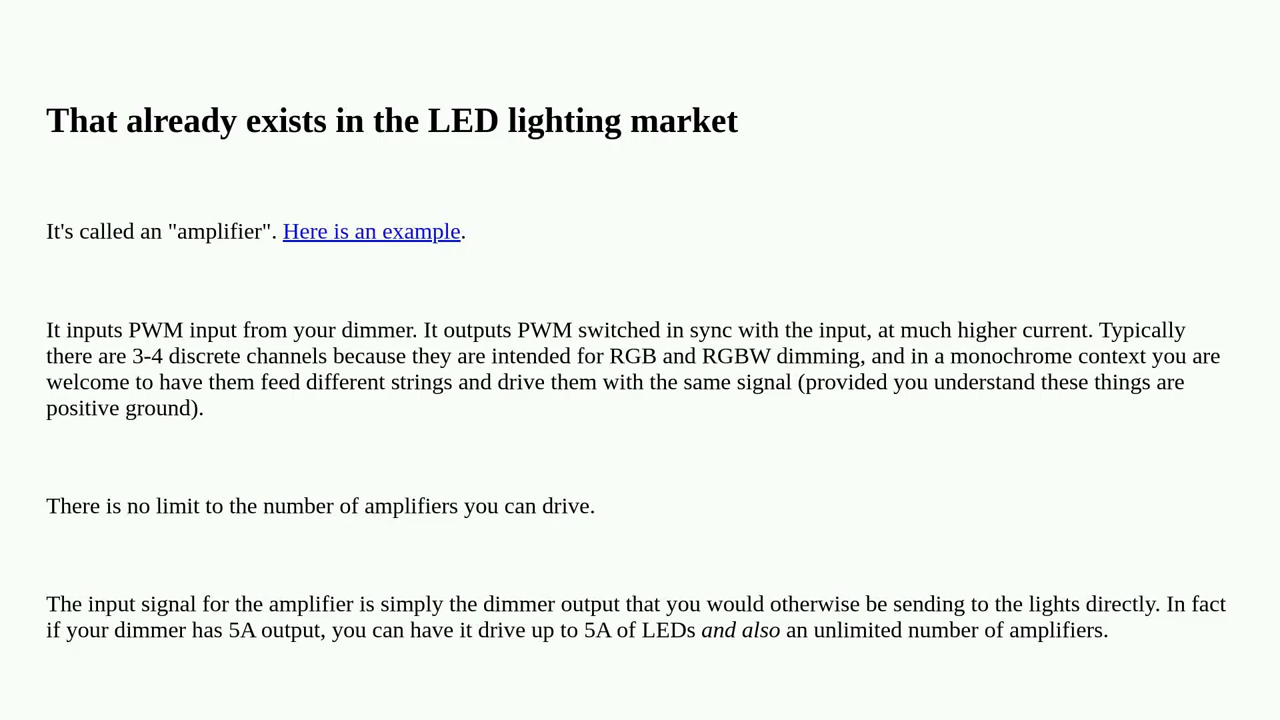 That already exists in the LED lighting market
It's called an "amplifier". Here is an example.
It inputs PWM input from your dimmer. It outputs PWM switched in sync with the input, at much higher current. Typically
there are 3-4 discrete channels because they are intended for RGB and RGBW dimming, and in a monochrome context you are
welcome to have them feed different strings and drive them with the same signal (provided you understand these things are
positive ground).
There is no limit to the number of amplifiers you can drive.
The input signal for the amplifier is simply the dimmer output that you would otherwise be sending to the lights directly. In fact
if your dimmer has 5A output, you can have it drive up to 5A of LEDs and also an unlimited number of amplifiers.